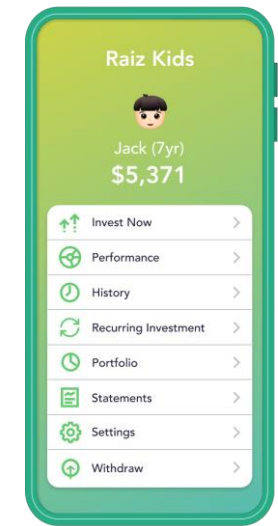 Raiz Kids
Jack (7yr)
$5,371
Invest Now
Performance
History
Recurring Investment
Portfolio
Statements
Settings
Withdraw